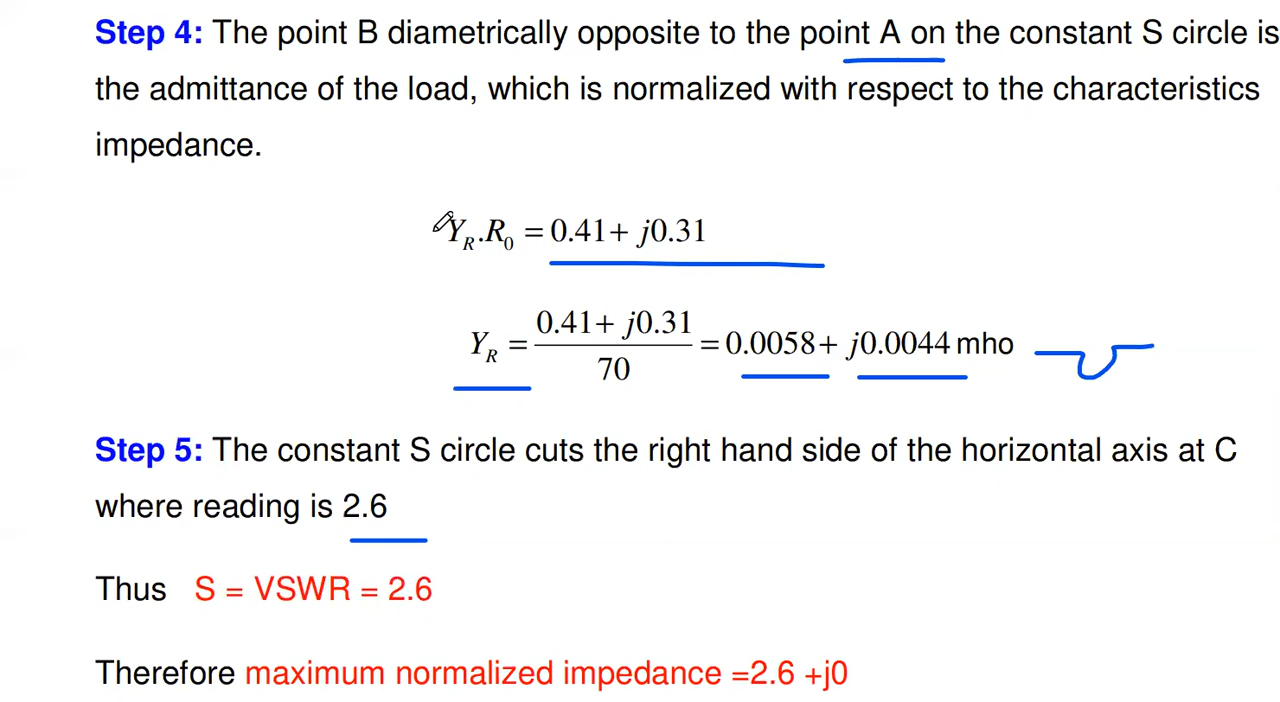 Step 4: The point B diametrically opposite to the point A on the constant S circle is
the admittance of the load, which is normalized with respect to the characteristics
impedance.
Y_R.R_0 = 0.41 + j0.31
Y_R = (0.41 + j0.31)/70 = 0.0058 + j0.0044 mho
Step 5: The constant S circle cuts the right hand side of the horizontal axis at C
where reading is 2.6
Thus S = VSWR = 2.6
Therefore maximum normalized impedance =2.6 +j0